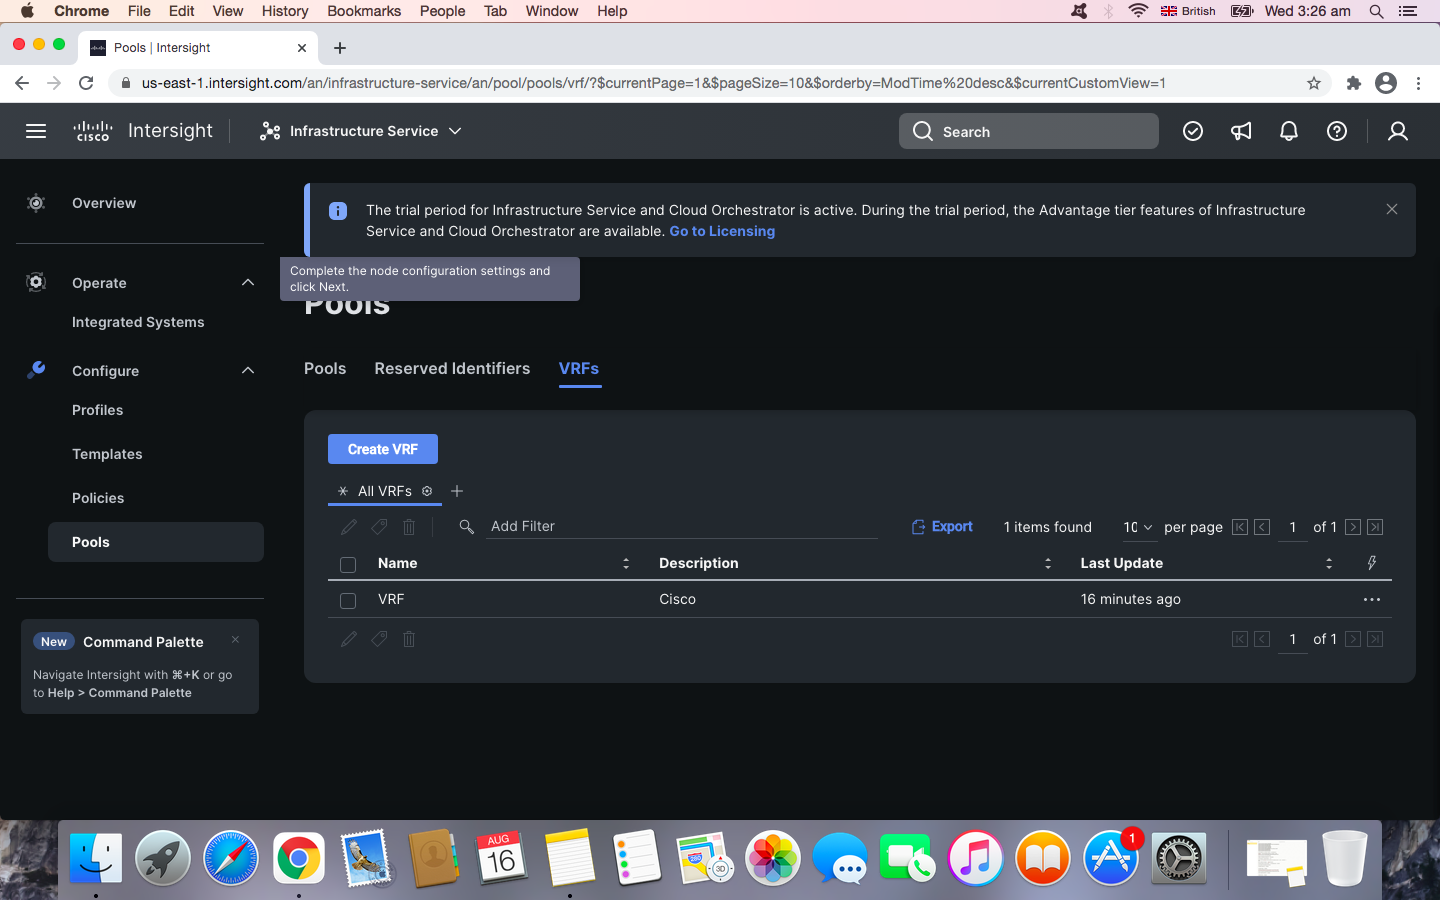 Chrome File Edit View History Bookmarks People Tab Window Help British Wed 3:26 am
Pools | Intersight
us-east-1.intersight.com/an/infrastructure-service/an/pool/pools/vrf/?$currentPage=1&$pageSize=10&$orderby=ModTime%20desc&$currentCustomView=1
CISCO Intersight Infrastructure Service Search
Overview
Operate
Integrated Systems
Configure
Profiles
Templates
Policies
Pools
New Command Palette
Navigate Intersight with ⌘+K or go
to Help > Command Palette
The trial period for Infrastructure Service and Cloud Orchestrator is active. During the trial period, the Advantage tier features of Infrastructure
Service and Cloud Orchestrator are available. Go to Licensing
Complete the node configuration settings and
click Next.
Pools
Pools Reserved Identifiers VRFs
Create VRF
All VRFs
Add Filter Export 1 items found 10 per page 1 of 1
Name Description Last Update
VRF Cisco 16 minutes ago
1 of 1
AUG
16
280
3D
1